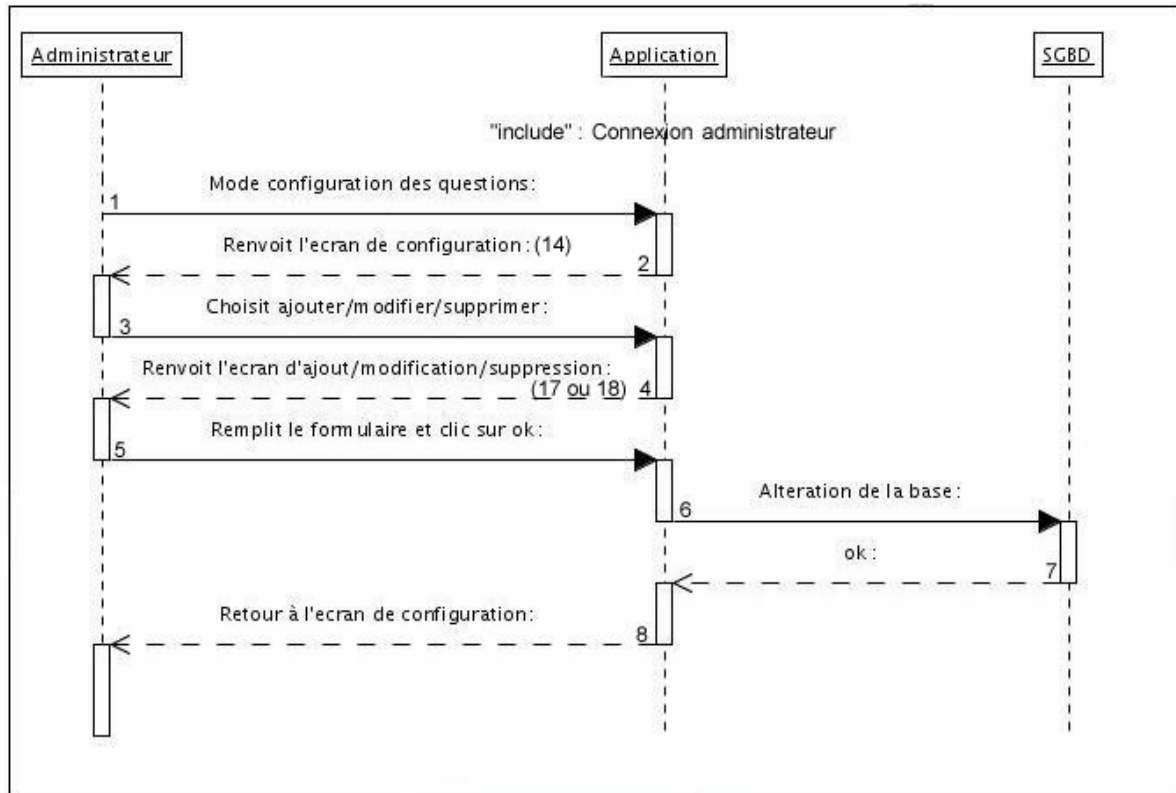 Administrateur
Application
SGBD
"include" : Connexion administrateur
Mode configuration des questions:
1
Renvoit l'ecran de configuration: (14)
2
Choisit ajouter/modifier/supprimer:
3
Renvoit l'ecran d'ajout/modification/suppression:
(17 ou 18) 4
Remplit le formulaire et clic sur ok:
5
Alteration de la base:
6
ok:
7
Retour à l'ecran de configuration:
8